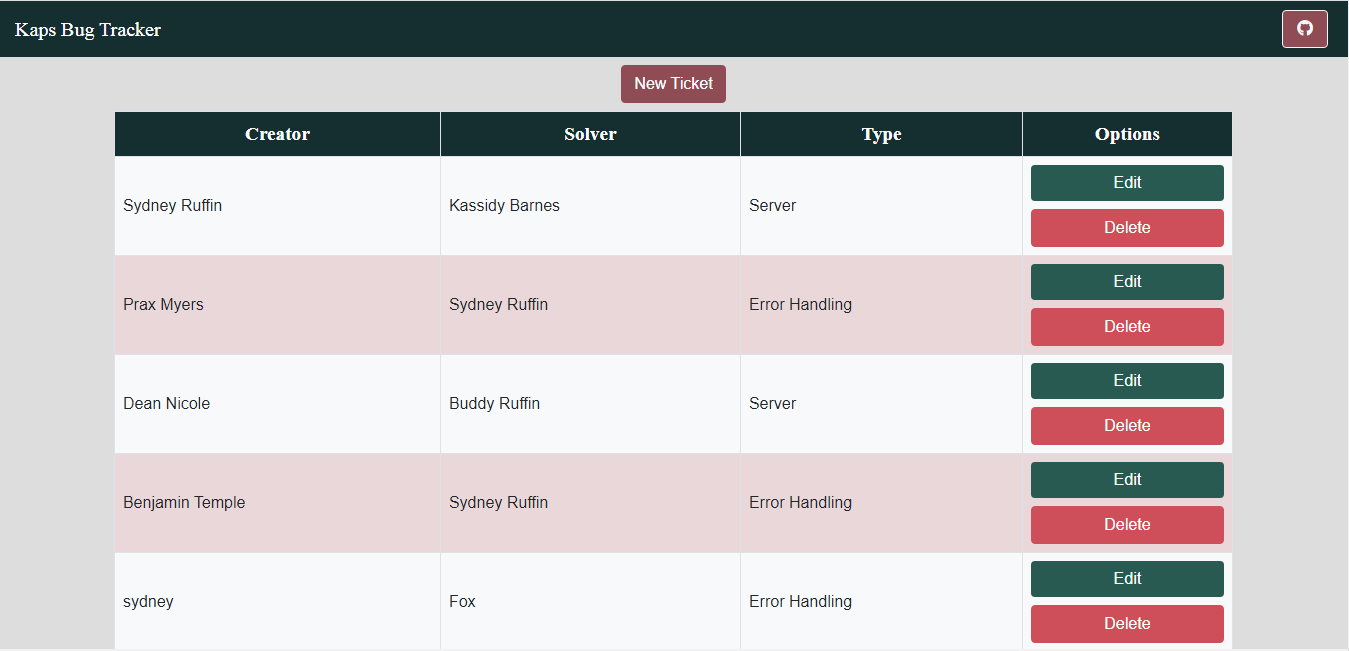 Kaps Bug Tracker
New Ticket
Creator Solver Type Options
Sydney Ruffin Kassidy Barnes Server Edit
Delete
Prax Myers Sydney Ruffin Error Handling Edit
Delete
Dean Nicole Buddy Ruffin Server Edit
Delete
Benjamin Temple Sydney Ruffin Error Handling Edit
Delete
sydney Fox Error Handling Edit
Delete